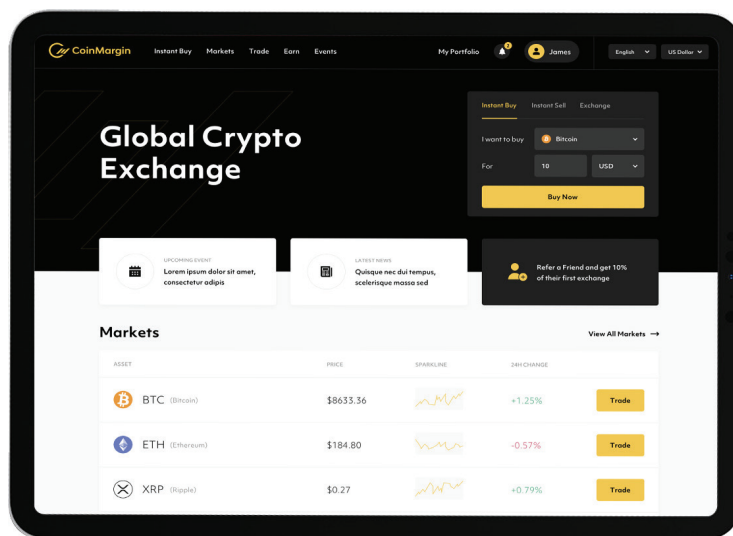 CoinMargin Instant Buy Markets Trade Earn Events My Portfolio 2 James English US Dollar
Global Crypto
Exchange
Instant Buy Instant Sell Exchange
I want to buy Bitcoin
For 10 USD
Buy Now
UPCOMING EVENT
Lorem ipsum dolor sit amet,
consectetur adipis
LATEST NEWS
Quisque nec dui tempus,
scelerisque massa sed
Refer a Friend and get 10%
of their first exchange
Markets View All Markets →
ASSET PRICE SPARKLINE 24H CHANGE
BTC (Bitcoin) $8633.36 +1.25% Trade
ETH (Ethereum) $184.80 -0.57% Trade
XRP (Ripple) $0.27 +0.79% Trade